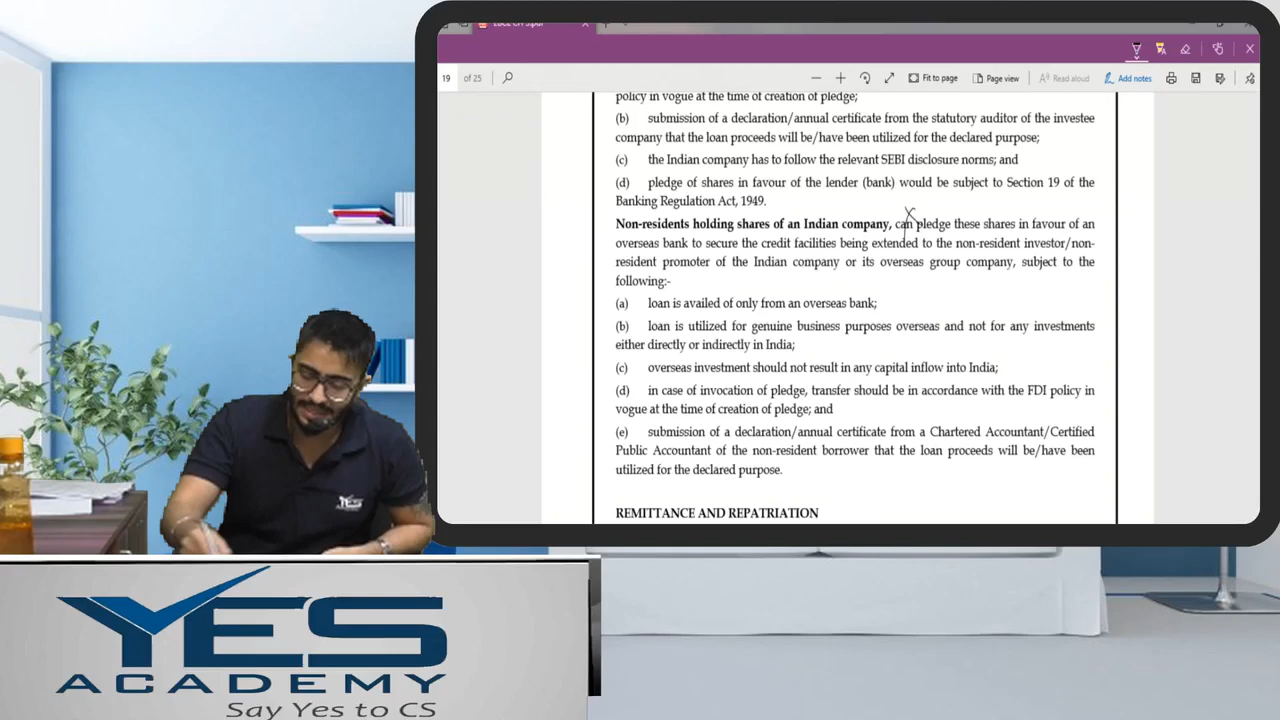 19 of 25
Fit to page
Page view
Read aloud
Add notes
policy in vogue at the time of creation of pledge;
(b) submission of a declaration/annual certificate from the statutory auditor of the investee
company that the loan proceeds will be/have been utilized for the declared purpose;
(c) the Indian company has to follow the relevant SEBI disclosure norms; and
(d) pledge of shares in favour of the lender (bank) would be subject to Section 19 of the
Banking Regulation Act, 1949.
Non-residents holding shares of an Indian company, can pledge these shares in favour of an
overseas bank to secure the credit facilities being extended to the non-resident investor/non-
resident promoter of the Indian company or its overseas group company, subject to the
following:-
(a) loan is availed of only from an overseas bank;
(b) loan is utilized for genuine business purposes overseas and not for any investments
either directly or indirectly in India;
(c) overseas investment should not result in any capital inflow into India;
(d) in case of invocation of pledge, transfer should be in accordance with the FDI policy in
vogue at the time of creation of pledge; and
(e) submission of a declaration/annual certificate from a Chartered Accountant/Certified
Public Accountant of the non-resident borrower that the loan proceeds will be/have been
utilized for the declared purpose.
REMITTANCE AND REPATRIATION
YES
YES
ACADEMY
Say Yes to CS